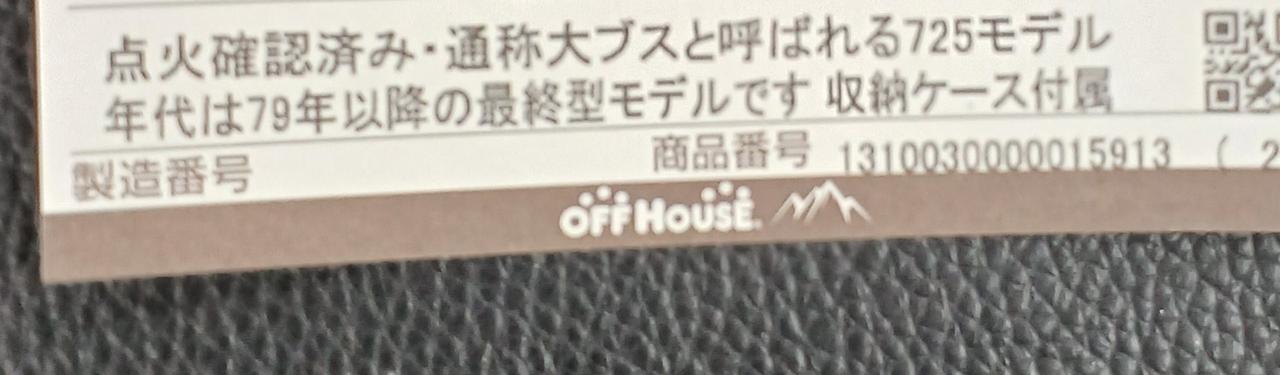 点火確認済み・通称大ブスと呼ばれる725モデル
年代は79年以降の最終型モデルです 収納ケース付属
製造番号 商品番号 1310030000015913 ( 2
OFF HOUSE